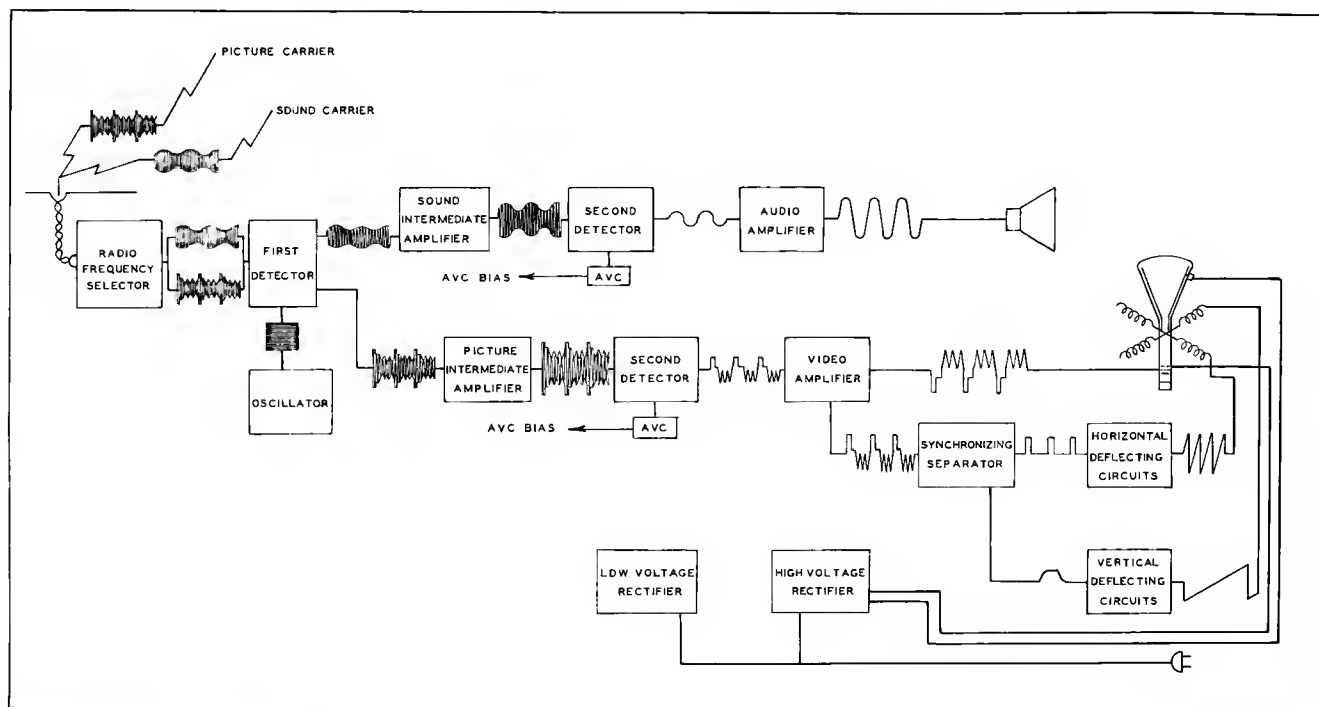 PICTURE CARRIER
SOUND CARRIER
RADIO
FREQUENCY
SELECTOR
FIRST
DETECTOR
OSCILLATOR
SOUND
INTERMEDIATE
AMPLIFIER
SECOND
DETECTOR
AUDIO
AMPLIFIER
AVC BIAS
AVC
PICTURE
INTERMEDIATE
AMPLIFIER
SECOND
DETECTOR
VIDEO
AMPLIFIER
AVC BIAS
AVC
SYNCHRONIZING
SEPARATOR
HORIZONTAL
DEFLECTING
CIRCUITS
LOW VOLTAGE
RECTIFIER
HIGH VOLTAGE
RECTIFIER
VERTICAL
DEFLECTING
CIRCUITS